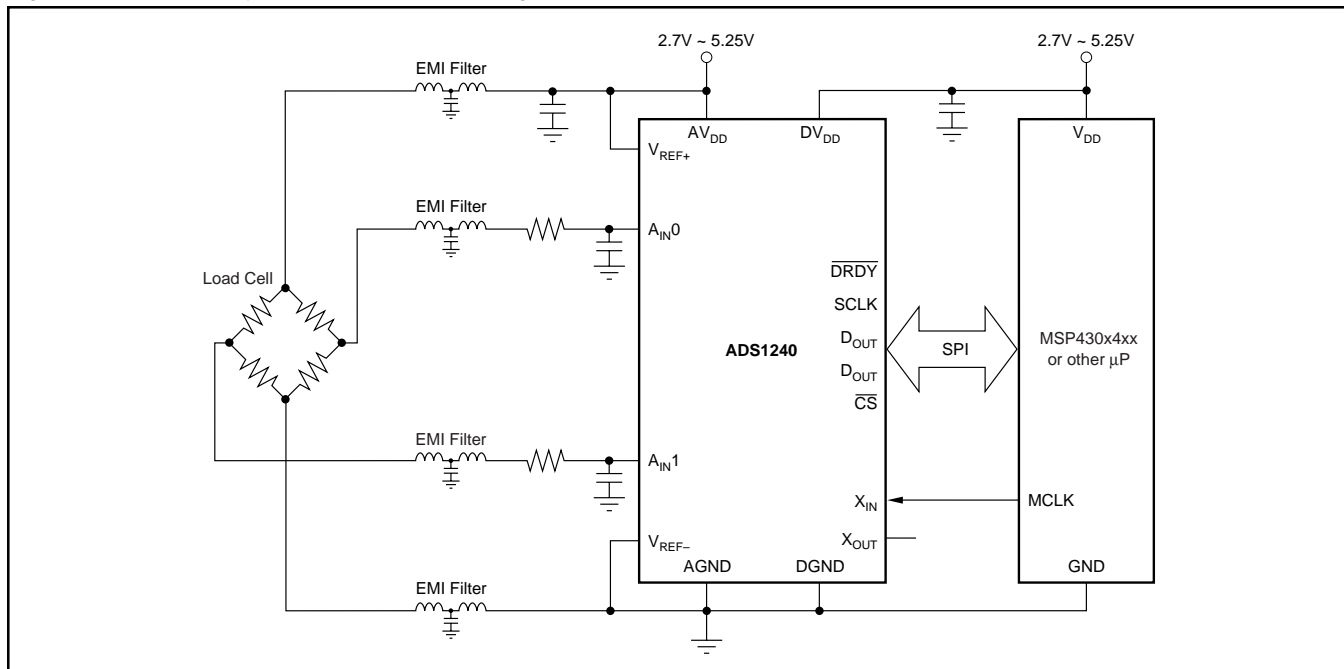 2.7V ~ 5.25V
2.7V ~ 5.25V
EMI Filter
AVDD
DVDD
VDD
VREF+
EMI Filter
AIN0
DRDY
Load Cell
SCLK
ADS1240
DOUT
SPI
MSP430x4xx
or other µP
DOUT
CS
EMI Filter
AIN1
XIN
MCLK
VREF–
XOUT
AGND
DGND
GND
EMI Filter